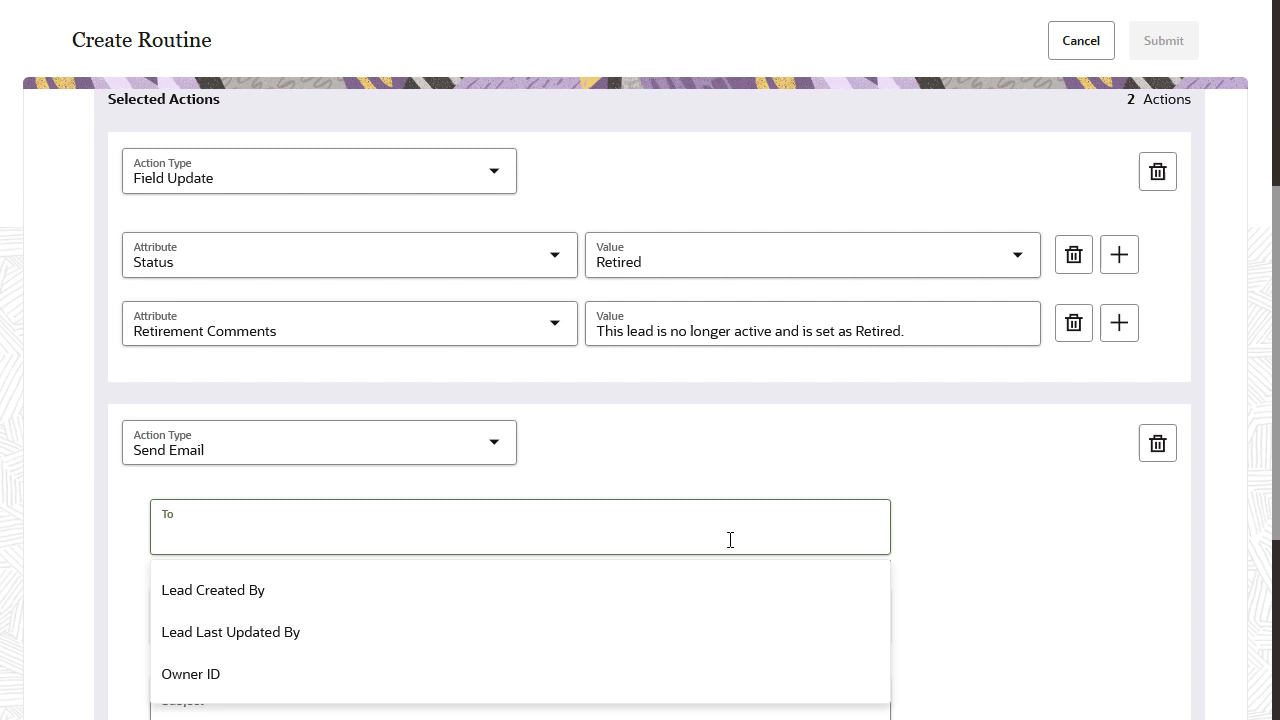 Create Routine
Cancel
Submit
Selected Actions
2 Actions
Action Type
Field Update
Attribute
Status
Value
Retired
Attribute
Retirement Comments
Value
This lead is no longer active and is set as Retired.
Action Type
Send Email
To
Lead Created By
Lead Last Updated By
Owner ID